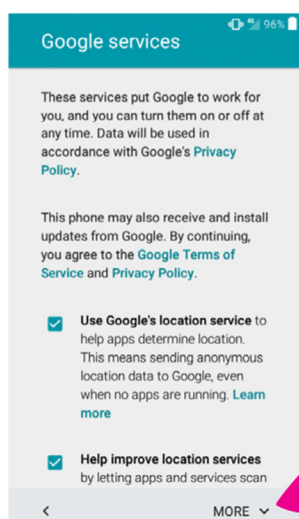 96%
Google services
These services put Google to work for
you, and you can turn them on or off at
any time. Data will be used in
accordance with Google's Privacy
Policy.
This phone may also receive and install
updates from Google. By continuing,
you agree to the Google Terms of
Service and Privacy Policy.
Use Google's location service to
help apps determine location.
This means sending anonymous
location data to Google, even
when no apps are running. Learn
more
Help improve location services
by letting apps and services scan
MORE